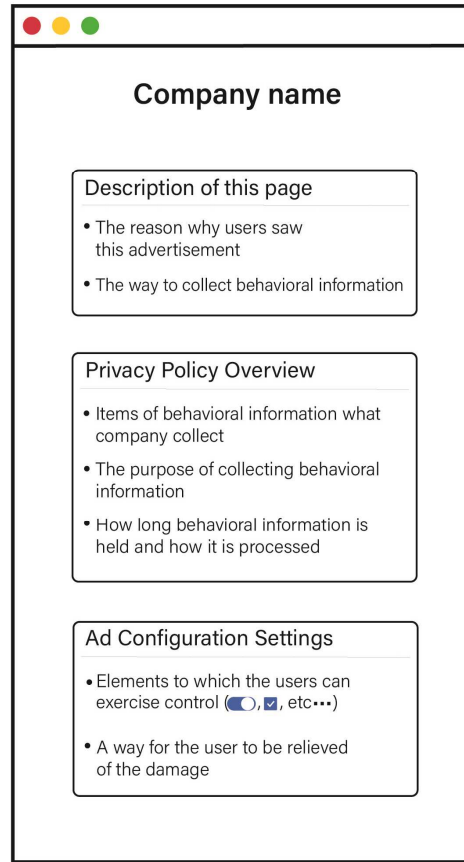 Company name
Description of this page
• The reason why users saw
this advertisement
• The way to collect behavioral information
Privacy Policy Overview
• Items of behavioral information what
company collect
• The purpose of collecting behavioral
information
• How long behavioral information is
held and how it is processed
Ad Configuration Settings
• Elements to which the users can
exercise control ( , , etc•••)
• A way for the user to be relieved
of the damage